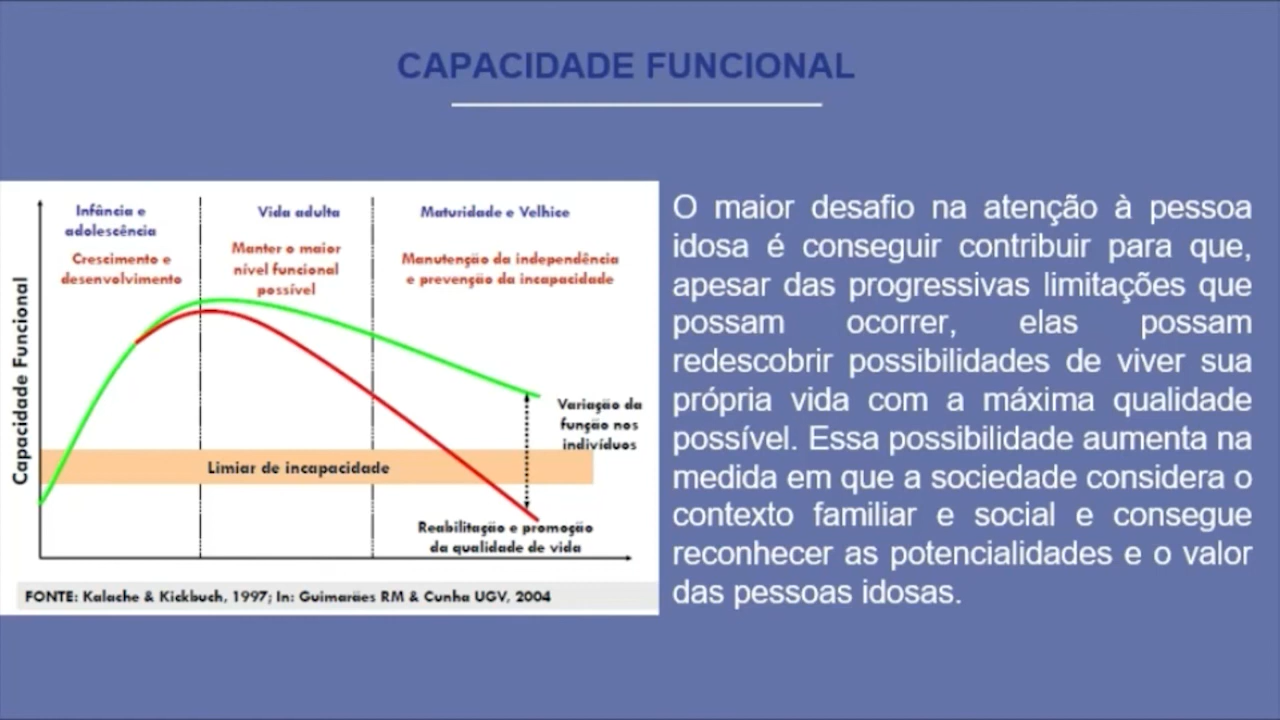 CAPACIDADE FUNCIONAL
Infância e
adolescência
Crescimento e
desenvolvimento
Vida adulta
Manter o maior
nível funcional
possível
Maturidade e Velhice
Manutenção da independência
e prevenção da incapacidade
Capacidade Funcional
Variação da
função nos
indivíduos
Limiar de incapacidade
Reabilitação e promoção
da qualidade de vida
FONTE: Kalache & Kickbuch, 1997; In: Guimarães RM & Cunha UGV, 2004
O maior desafio na atenção à pessoa
idosa é conseguir contribuir para que,
apesar das progressivas limitações que
possam ocorrer, elas possam
redescobrir possibilidades de viver sua
própria vida com a máxima qualidade
possível. Essa possibilidade aumenta na
medida em que a sociedade considera o
contexto familiar e social e consegue
reconhecer as potencialidades e o valor
das pessoas idosas.